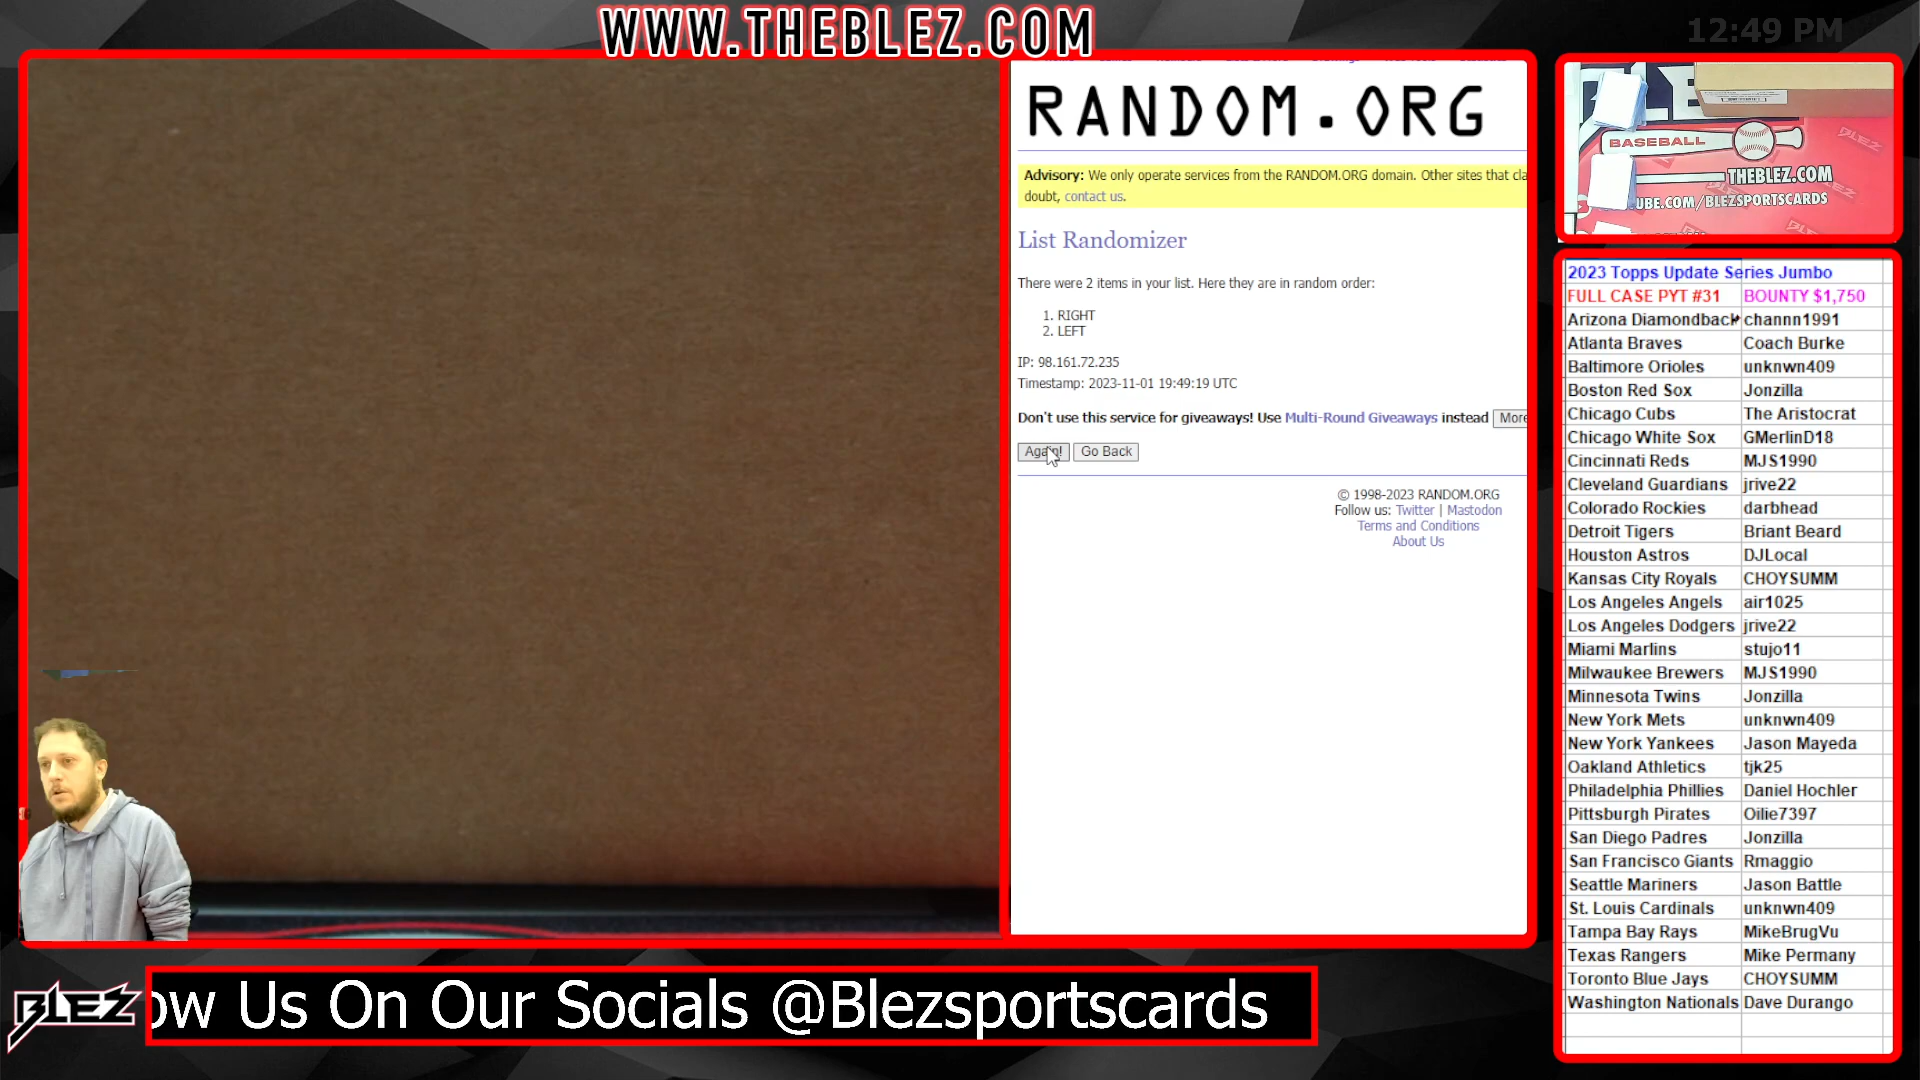 WWW.THEBLEZ.COM
12:49 PM
RANDOM.ORG
Advisory: We only operate services from the RANDOM.ORG domain. Other sites that cla
doubt, contact us.
List Randomizer
There were 2 items in your list. Here they are in random order:
1. RIGHT
2. LEFT
IP: 98.161.72.235
Timestamp: 2023-11-01 19:49:19 UTC
Don't use this service for giveaways! Use Multi-Round Giveaways instead More
Again! Go Back
© 1998-2023 RANDOM.ORG
Follow us: Twitter | Mastodon
Terms and Conditions
About Us
BASEBALL
THEBLEZ.COM
UBE.COM/BLEZSPORTSCARDS
2023 Topps Update Series Jumbo
FULL CASE PYT #31 BOUNTY $1,750
Arizona Diamondback channn1991
Atlanta Braves Coach Burke
Baltimore Orioles unknwn409
Boston Red Sox Jonzilla
Chicago Cubs The Aristocrat
Chicago White Sox GMerlinD18
Cincinnati Reds MJS1990
Cleveland Guardians jrive22
Colorado Rockies darbhead
Detroit Tigers Briant Beard
Houston Astros DJLocal
Kansas City Royals CHOYSUMM
Los Angeles Angels air1025
Los Angeles Dodgers jrive22
Miami Marlins stujo11
Milwaukee Brewers MJS1990
Minnesota Twins Jonzilla
New York Mets unknwn409
New York Yankees Jason Mayeda
Oakland Athletics tjk25
Philadelphia Phillies Daniel Hochler
Pittsburgh Pirates Oilie7397
San Diego Padres Jonzilla
San Francisco Giants Rmaggio
Seattle Mariners Jason Battle
St. Louis Cardinals unknwn409
Tampa Bay Rays MikeBrugVu
Texas Rangers Mike Permany
Toronto Blue Jays CHOYSUMM
Washington Nationals Dave Durango
BLEZ
ow Us On Our Socials @Blezsportscards